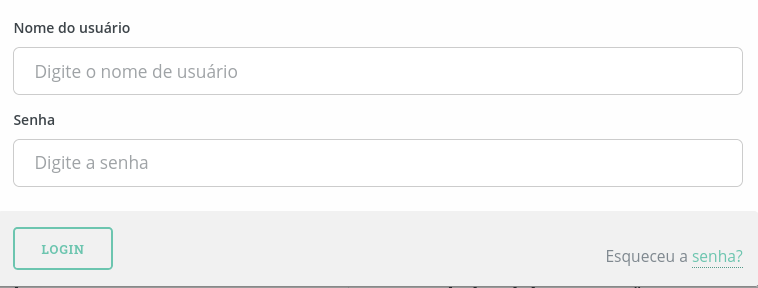 Nome do usuário
Digite o nome de usuário
Senha
Digite a senha
LOGIN
Esqueceu a senha?